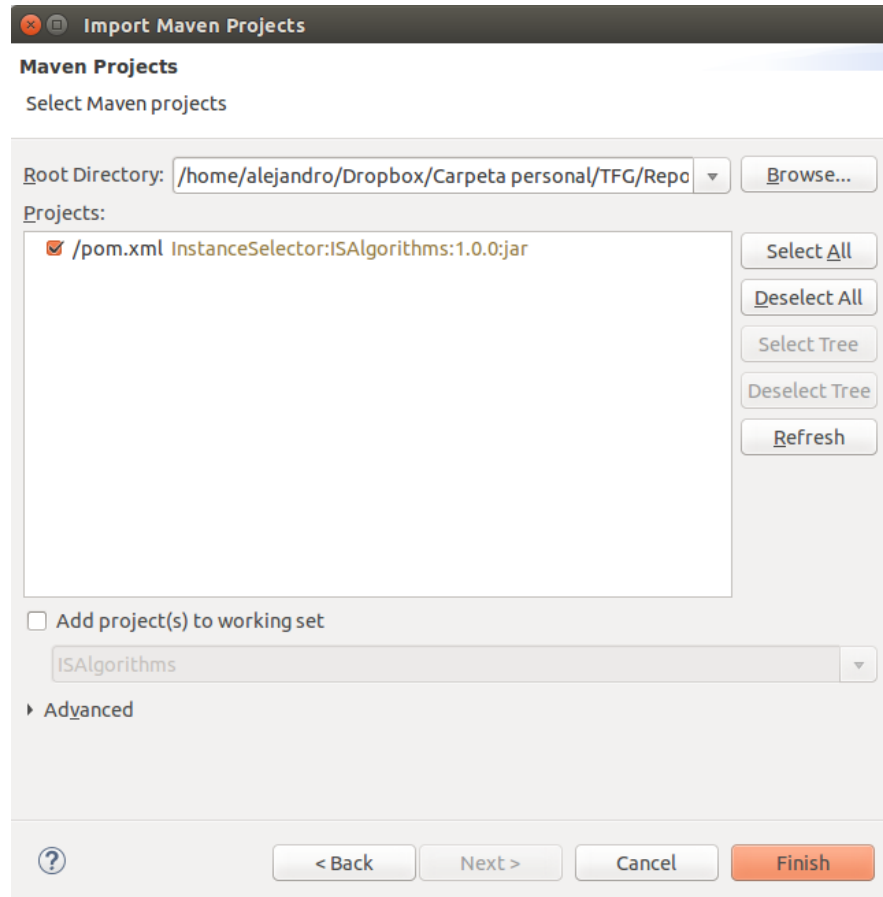 Import Maven Projects
Maven Projects
Select Maven projects
Root Directory: /home/alejandro/Dropbox/Carpeta personal/TFG/Repo Browse...
Projects:
/pom.xml InstanceSelector:ISAlgorithms:1.0.0:jar
Select All
Deselect All
Select Tree
Deselect Tree
Refresh
Add project(s) to working set
ISAlgorithms
Advanced
? < Back Next > Cancel Finish